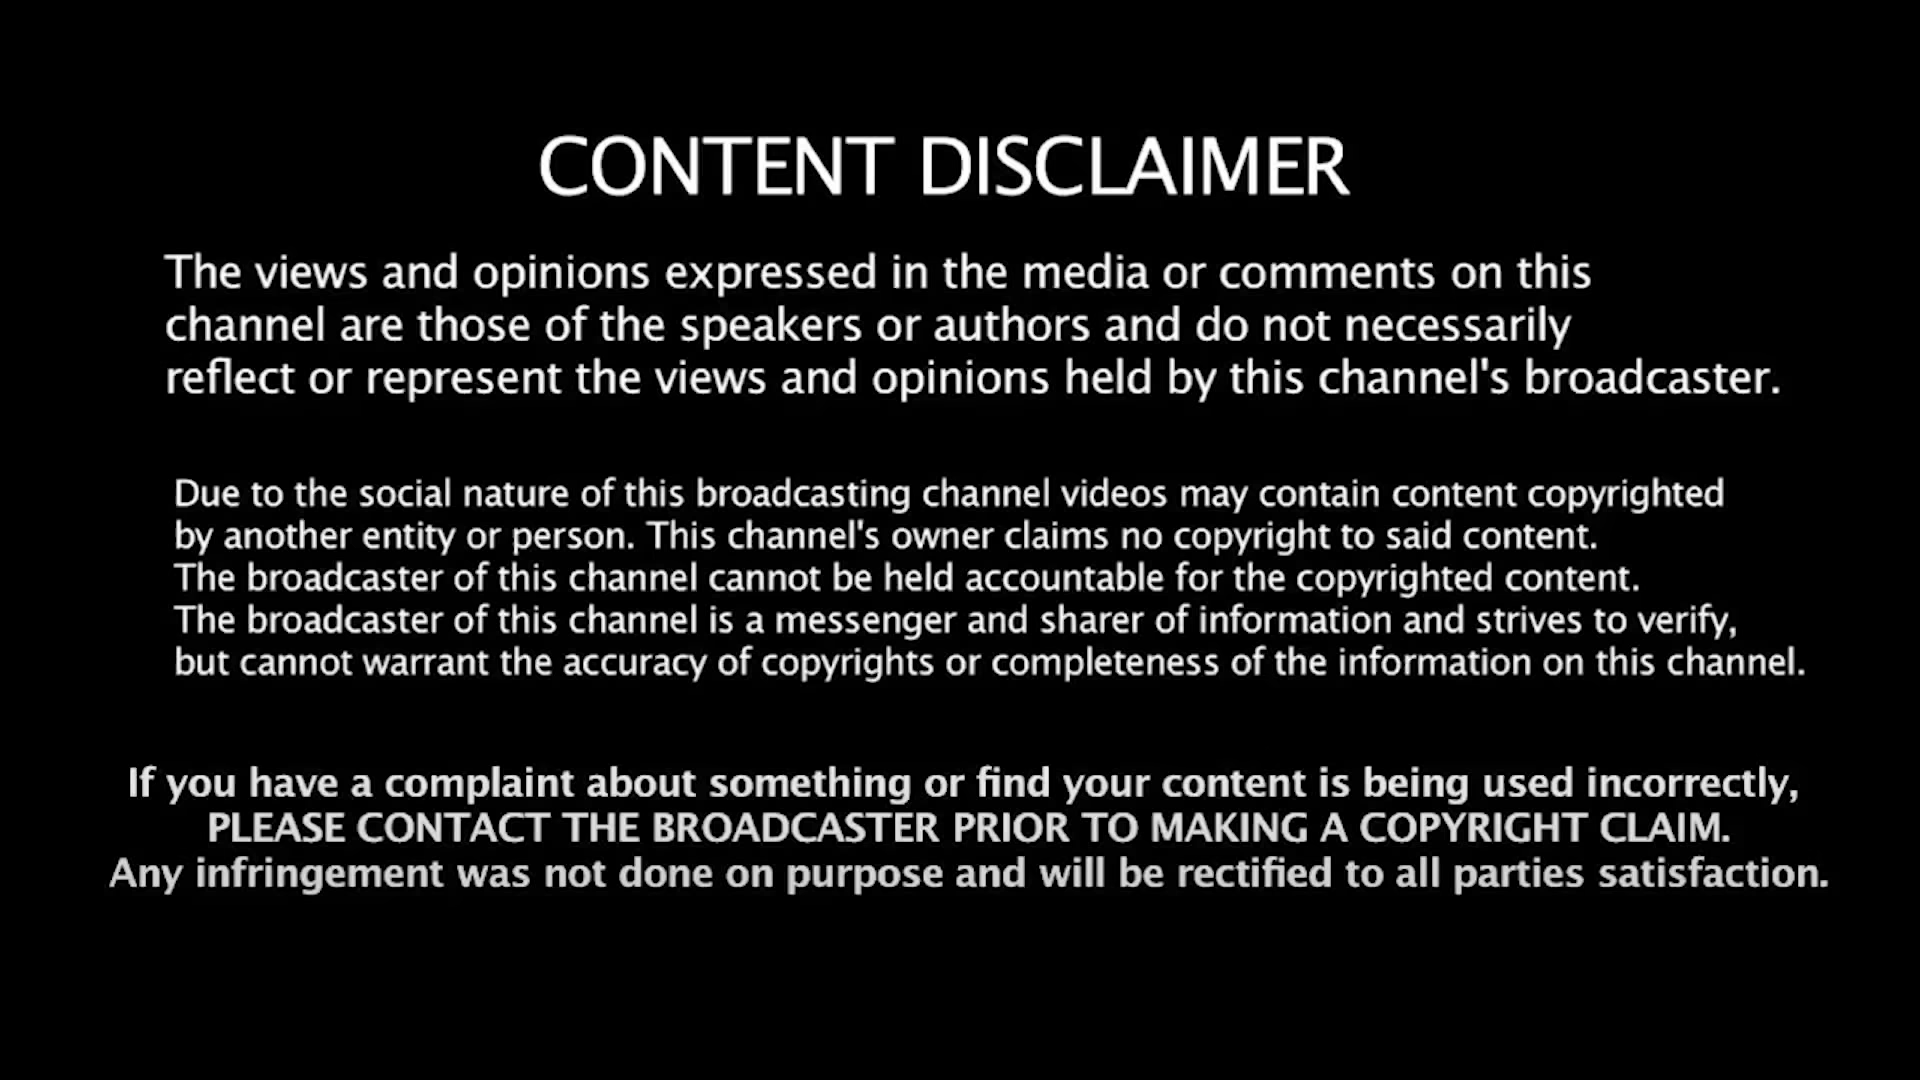 CONTENT DISCLAIMER
The views and opinions expressed in the media or comments on this
channel are those of the speakers or authors and do not necessarily
reflect or represent the views and opinions held by this channel's broadcaster.
Due to the social nature of this broadcasting channel videos may contain content copyrighted
by another entity or person. This channel's owner claims no copyright to said content.
The broadcaster of this channel cannot be held accountable for the copyrighted content.
The broadcaster of this channel is a messenger and sharer of information and strives to verify,
but cannot warrant the accuracy of copyrights or completeness of the information on this channel.
If you have a complaint about something or find your content is being used incorrectly,
PLEASE CONTACT THE BROADCASTER PRIOR TO MAKING A COPYRIGHT CLAIM.
Any infringement was not done on purpose and will be rectified to all parties satisfaction.